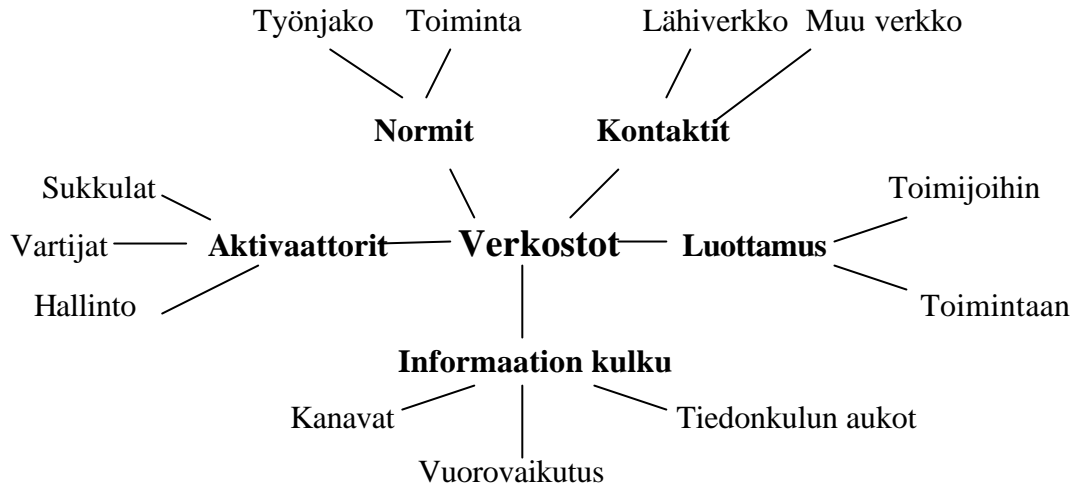 Työnjako Toiminta Lähiverkko Muu verkko
Normit Kontaktit
Sukkulat Toimijoihin
Vartijat Aktivaattorit Verkostot Luottamus
Hallinto Toimintaan
Informaation kulku
Kanavat Tiedonkulun aukot
Vuorovaikutus